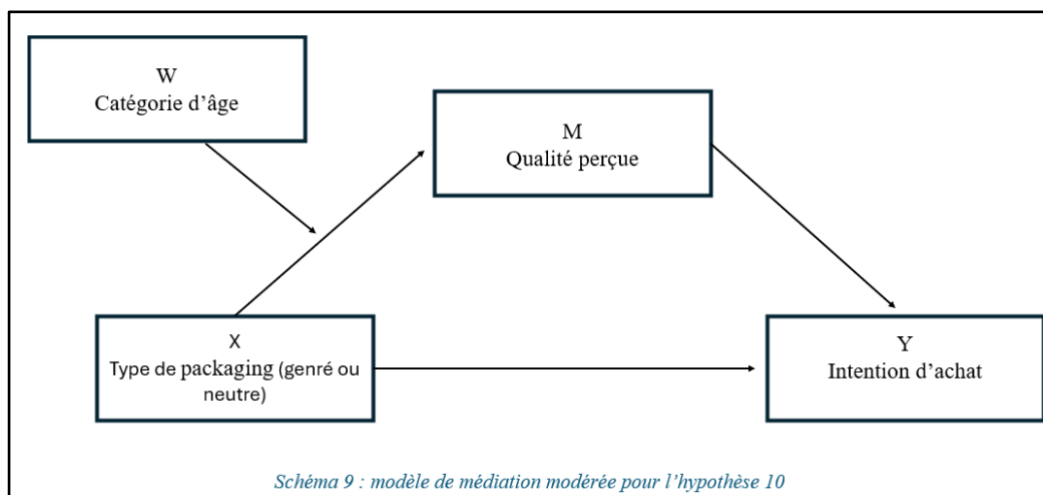 W
Catégorie d'âge
M
Qualité perçue
X
Type de packaging (genré ou
neutre)
Y
Intention d'achat
Schéma 9 : modèle de médiation modérée pour l'hypothèse 10